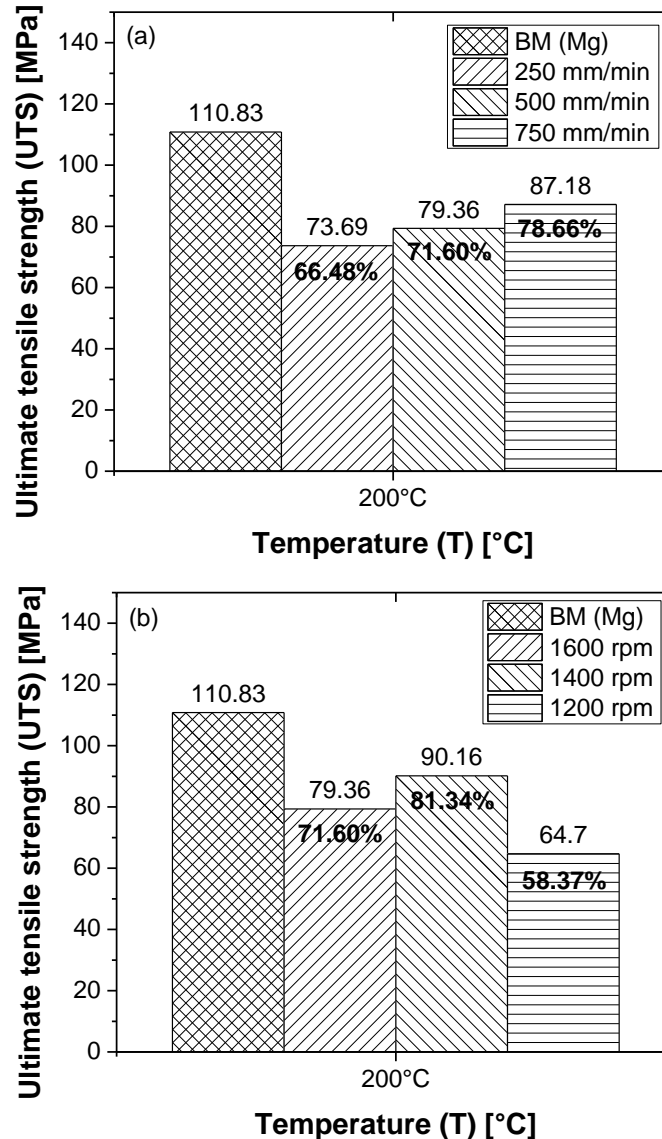 (a)
BM (Mg)
250 mm/min
500 mm/min
750 mm/min
Ultimate tensile strength (UTS) [MPa]
140
120
100
80
60
40
20
0
110.83
73.69
66.48%
79.36
71.60%
87.18
78.66%
200°C
Temperature (T) [°C]
(b)
BM (Mg)
1600 rpm
1400 rpm
1200 rpm
Ultimate tensile strength (UTS) [MPa]
140
120
100
80
60
40
20
0
110.83
79.36
71.60%
90.16
81.34%
64.7
58.37%
200°C
Temperature (T) [°C]